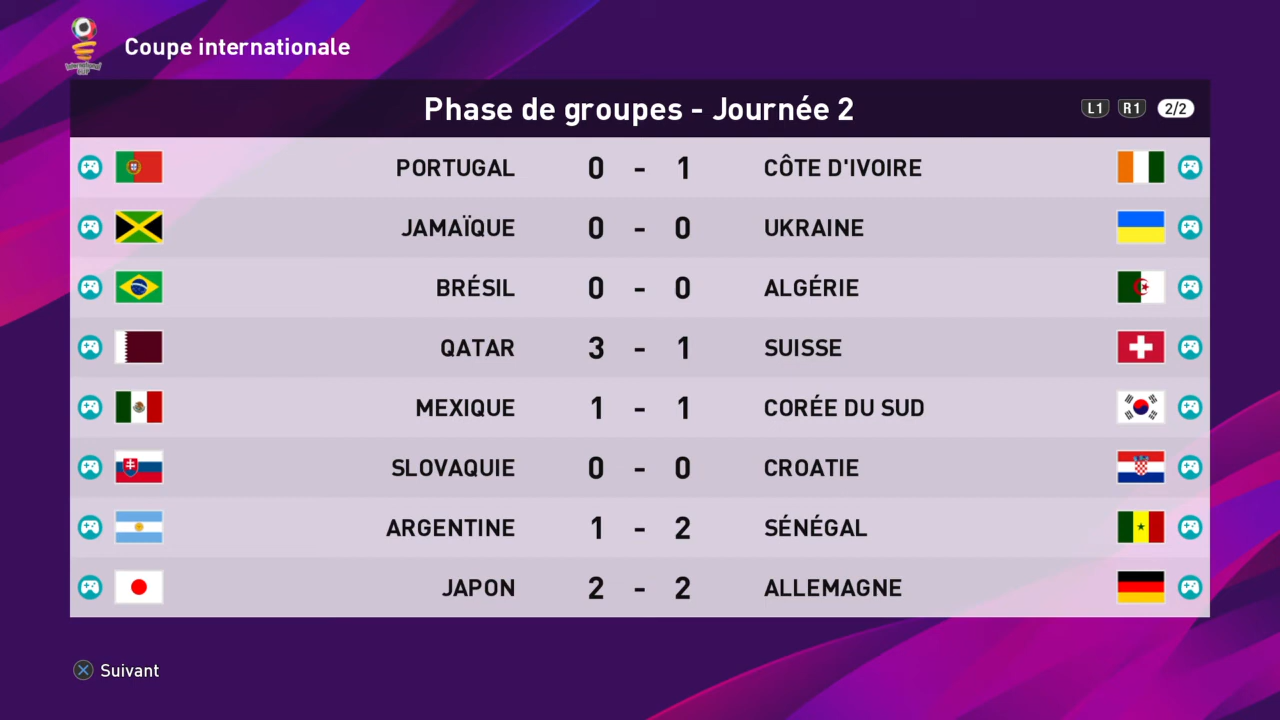 Coupe internationale
International
CUP
Phase de groupes - Journée 2
L1 R1 2/2
PORTUGAL 0 - 1 CÔTE D'IVOIRE
JAMAÏQUE 0 - 0 UKRAINE
BRÉSIL 0 - 0 ALGÉRIE
QATAR 3 - 1 SUISSE
MEXIQUE 1 - 1 CORÉE DU SUD
SLOVAQUIE 0 - 0 CROATIE
ARGENTINE 1 - 2 SÉNÉGAL
JAPON 2 - 2 ALLEMAGNE
Suivant